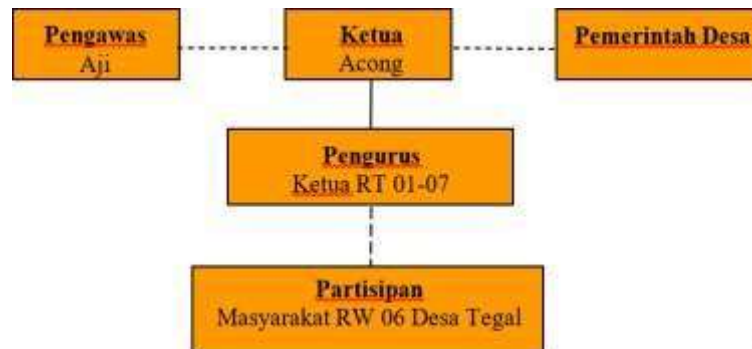 Pengawas
Aji
Ketua
Acong
Pemerintah Desa
Pengurus
Ketua RT 01-07
Partisipan
Masyarakat RW 06 Desa Tegal